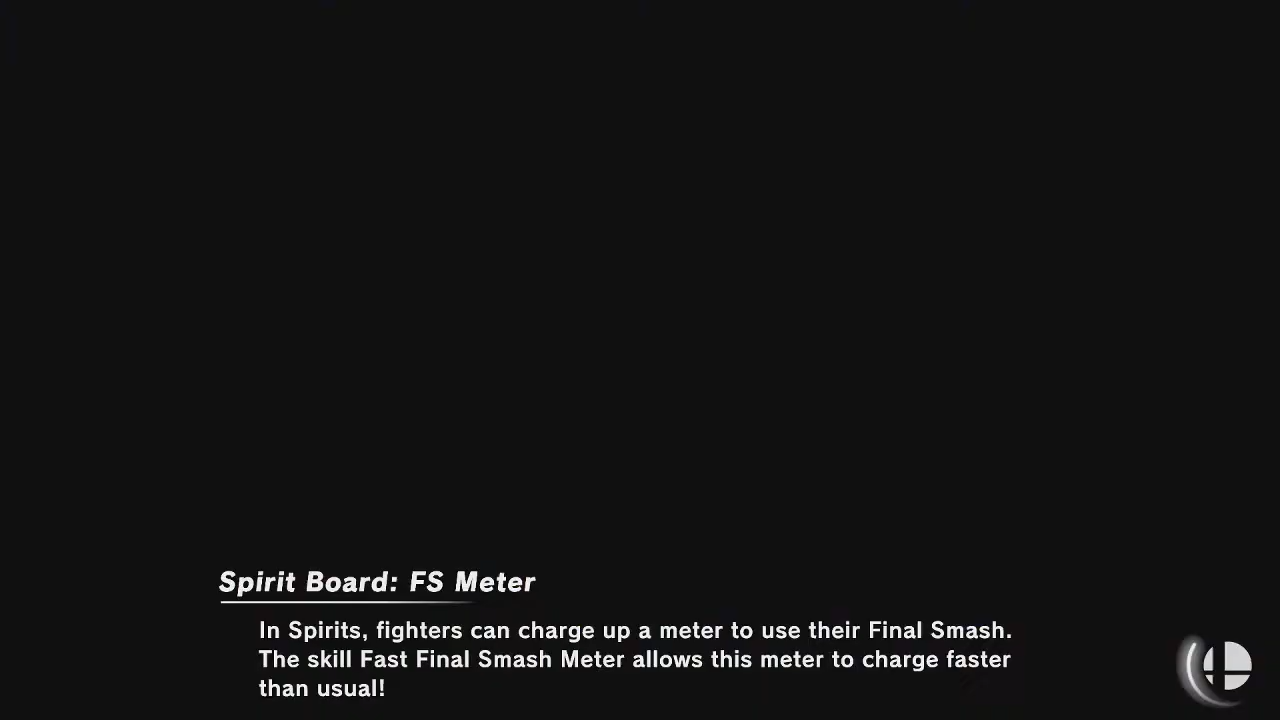 Spirit Board: FS Meter
In Spirits, fighters can charge up a meter to use their Final Smash.
The skill Fast Final Smash Meter allows this meter to charge faster
than usual!